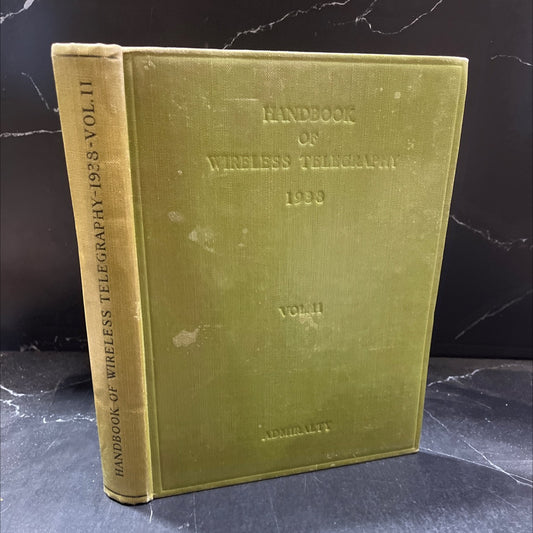 HANDBOOK OF WIRELESS TELEGRAPHY-1938-VOL.II
HANDBOOK
OF
WIRELESS TELEGRAPHY
1938
VOL. II
ADMIRALTY